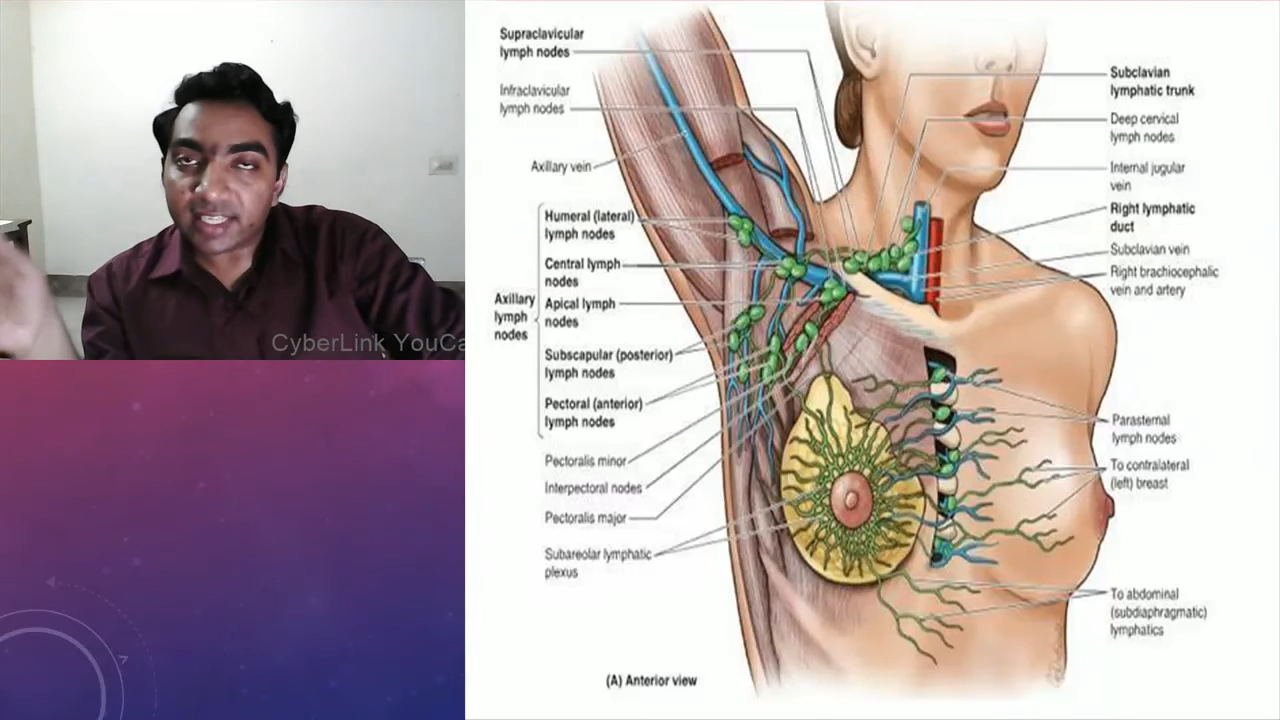 CyberLink YouCa
Supraclavicular
lymph nodes
Infraclavicular
lymph nodes
Axillary vein
Humeral (lateral)
lymph nodes
Central lymph
nodes
Axillary
lymph
nodes
Apical lymph
nodes
Subscapular (posterior)
lymph nodes
Pectoral (anterior)
lymph nodes
Pectoralis minor
Interpectoral nodes
Pectoralis major
Subareolar lymphatic
plexus
Subclavian
lymphatic trunk
Deep cervical
lymph nodes
Internal jugular
vein
Right lymphatic
duct
Subclavian vein
Right brachiocephalic
vein and artery
Parasternal
lymph nodes
To contralateral
(left) breast
To abdominal
(subdiaphragmatic)
lymphatics
(A) Anterior view